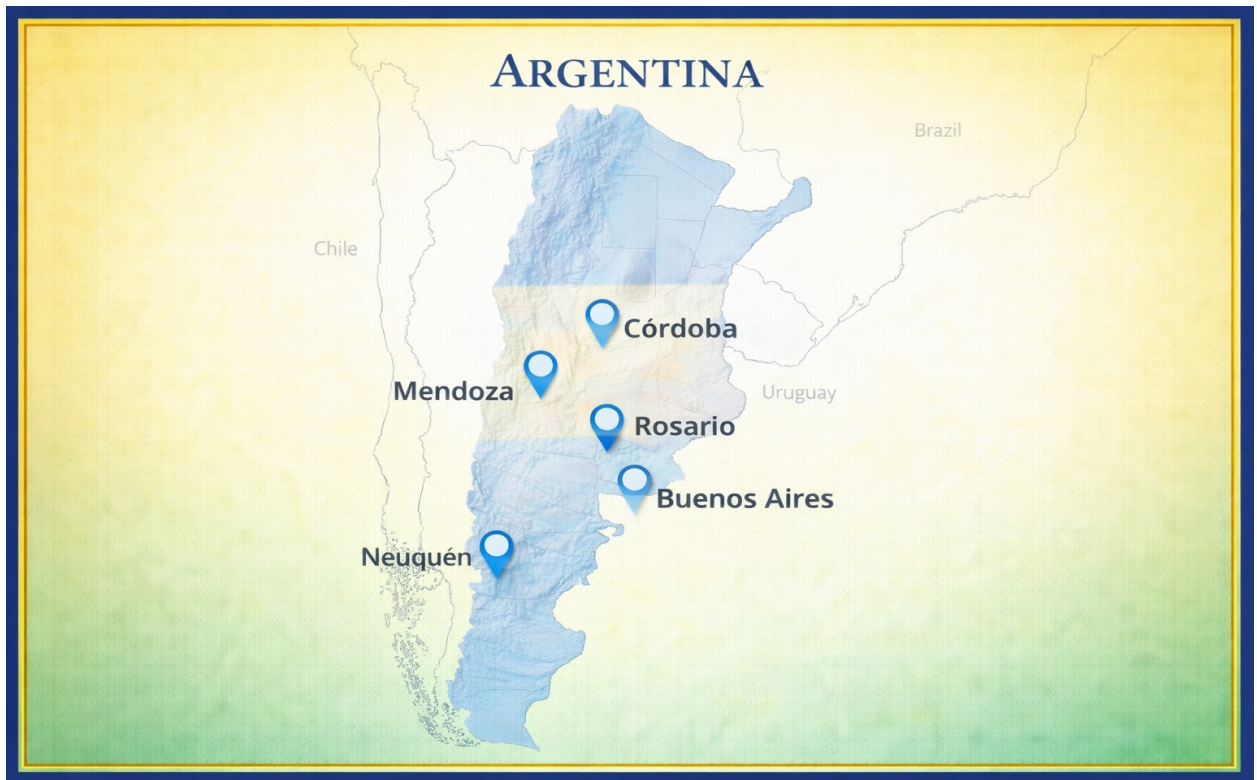 ARGENTINA
Brazil
Chile
Córdoba
Mendoza
Uruguay
Rosario
Buenos Aires
Neuquén